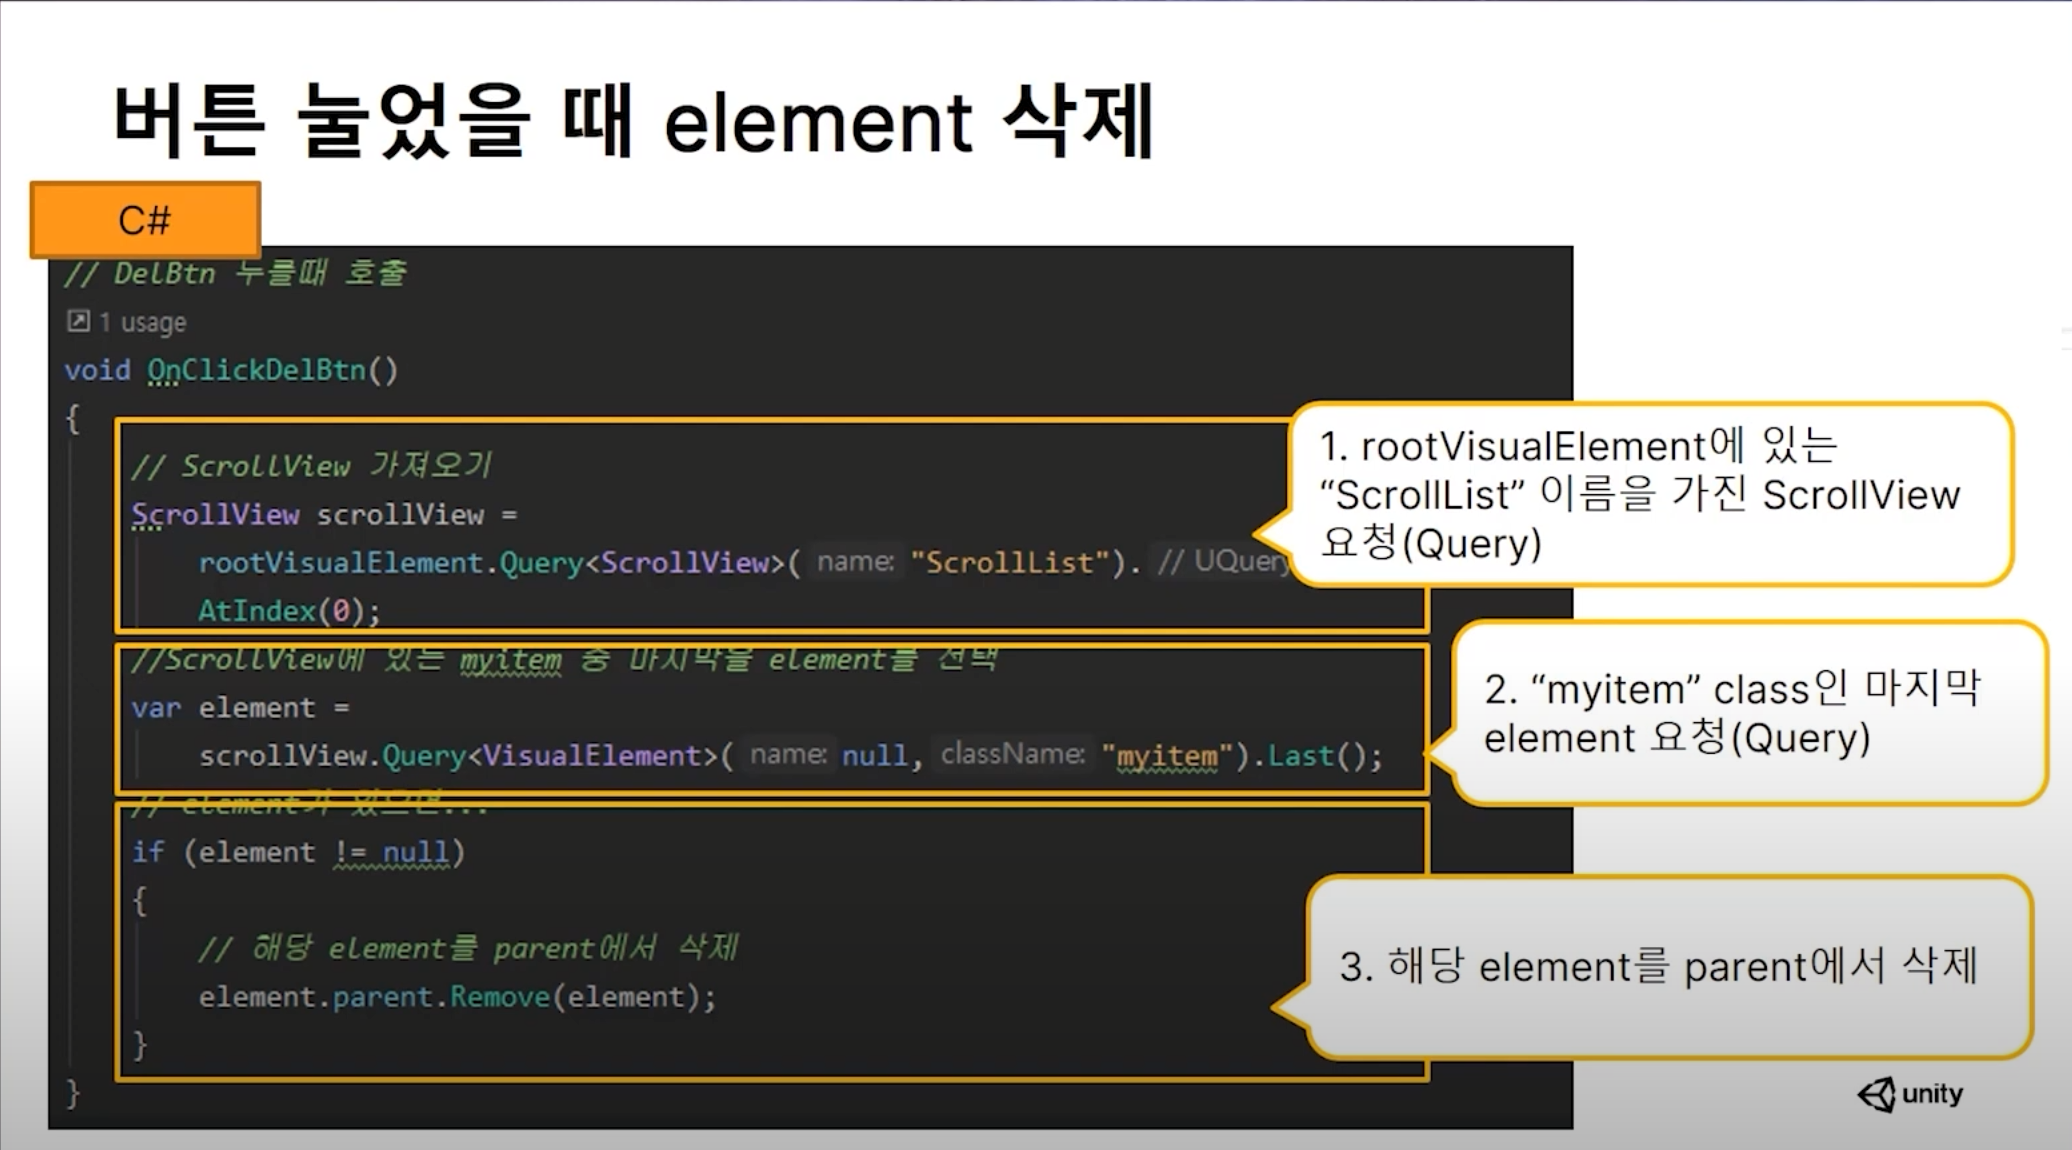 버튼 눌었을 때 element 삭제
C#
// DelBtn 누를때 호출
1 usage
void OnClickDelBtn()
{
// ScrollView 가져오기
ScrollView scrollView =
rootVisualElement.Query<ScrollView>( name: "ScrollList"). // UQuery
AtIndex(0);
//ScrollView에 있는 myitem 중 마지막을 element를 선택
var element =
scrollView.Query<VisualElement>( name: null, className: "myitem").Last();
// element가 있으면...
if (element != null)
{
// 해당 element를 parent에서 삭제
element.parent.Remove(element);
}
}
1. rootVisualElement에 있는
“ScrollList” 이름을 가진 ScrollView
요청(Query)
2. “myitem” class인 마지막
element 요청(Query)
3. 해당 element를 parent에서 삭제
unity